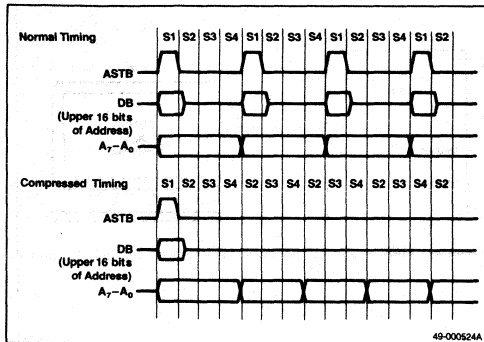 Normal Timing S1 S2 S3 S4 S1 S2 S3 S4 S1 S2 S3 S4 S1 S2
ASTB
DB
(Upper 16 bits
of Address)
A₇–A₀
Compressed Timing S1 S2 S3 S4 S2 S3 S4 S2 S3 S4 S2 S3 S4 S2
ASTB
DB
(Upper 16 bits
of Address)
A₇–A₀
49-000524A